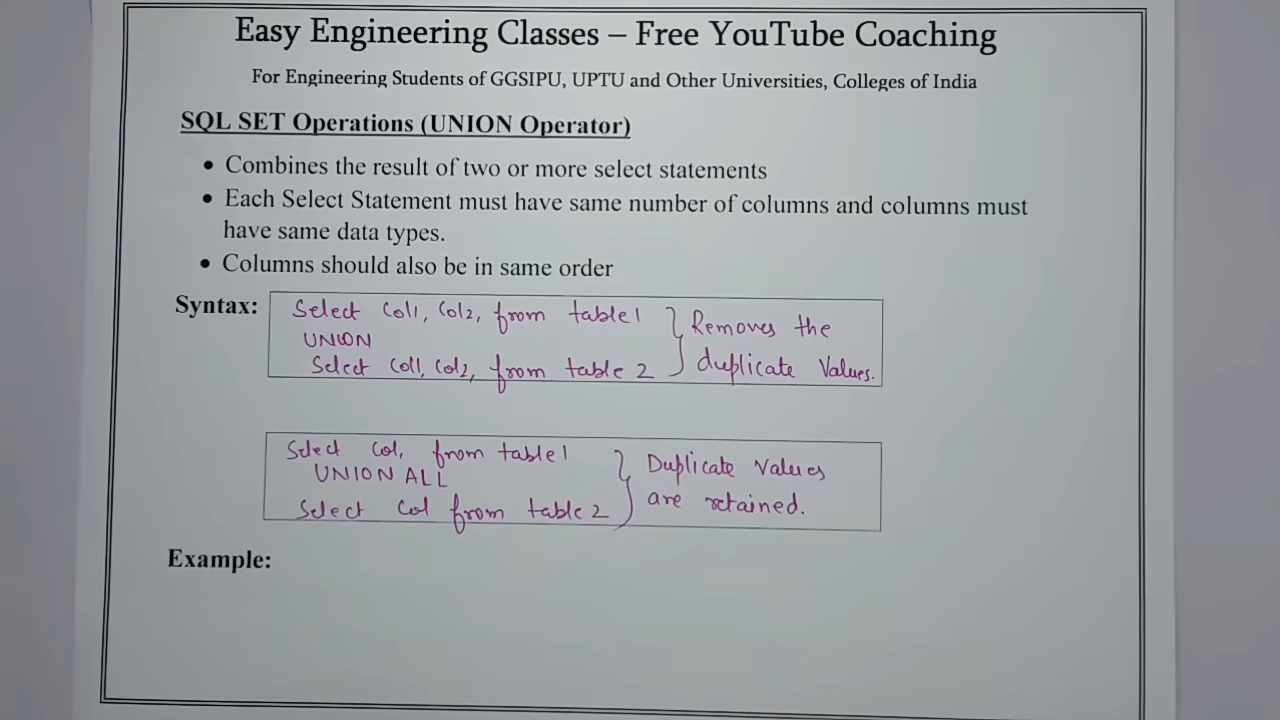 Easy Engineering Classes – Free YouTube Coaching
For Engineering Students of GGSIPU, UPTU and Other Universities, Colleges of India
SQL SET Operations (UNION Operator)
• Combines the result of two or more select statements
• Each Select Statement must have same number of columns and columns must
have same data types.
• Columns should also be in same order
Syntax:
Select Col1, Col2, from table1
UNION
Select Col1, Col2, from table 2
} Removes the
duplicate Values.
Select Col, from table1
UNION ALL
Select Col from table 2
} Duplicate Values
are retained.
Example: